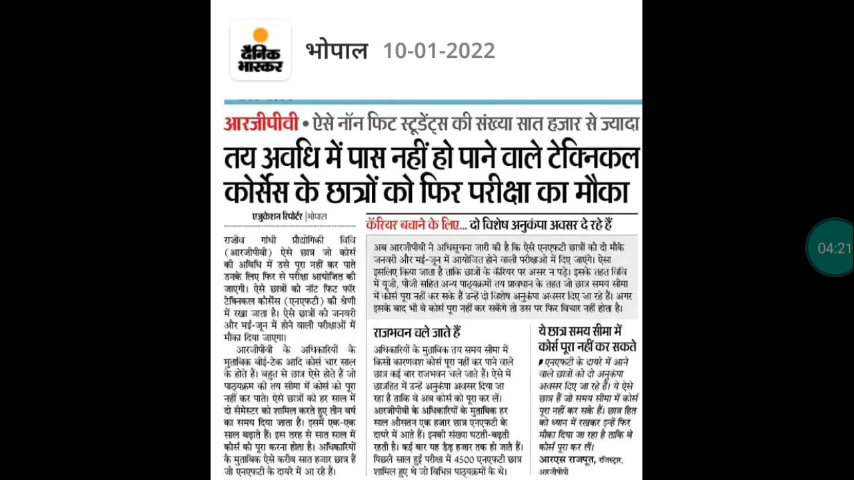 दैनिक
भास्कर
भोपाल 10-01-2022
आरजीपीवी • ऐसे नॉन फिट स्टूडेंट्स की संख्या सात हजार से ज्यादा
तय अवधि में पास नहीं हो पाने वाले टेक्निकल
कोर्सेस के छात्रों को फिर परीक्षा का मौका
एजुकेशन रिपोर्टर | भोपाल
राजीव गांधी प्रौद्योगिकी विवि
(आरजीपीवी) ऐसे छात्र जो कोर्स
की अवधि में उसे पूरा नहीं कर पाते
उनके लिए फिर से परीक्षा आयोजित की
जाएगी। ऐसे छात्रों को नॉट फिट फॉर
टेक्निकल कोर्सेस (एनएफटी) की श्रेणी
में रखा जाता है। ऐसे छात्रों को जनवरी
और मई-जून में होने वाली परीक्षाओं में
मौका दिया जाएगा।
आरजीपीवी के अधिकारियों के
मुताबिक बीई-टेक आदि कोर्स चार साल
के होते हैं। बहुत से छात्र ऐसे होते हैं जो
पाठ्यक्रम की तय सीमा में कोर्स को पूरा
नहीं कर पाते। ऐसे छात्रों को हर साल में
दो सेमेस्टर को शामिल करते हुए तीन वर्ष
का समय दिया जाता है। इसमें एक-एक
साल बढ़ाते हैं। इस तरह से सात साल में
कोर्स को पूरा करना होता है। अधिकारियों
के मुताबिक ऐसे करीब सात हजार छात्र हैं
जो एनएफटी के दायरे में आ रहे हैं।
कॅरियर बचाने के लिए... दो विशेष अनुकंपा अवसर दे रहे हैं
अब आरजीपीवी ने अधिसूचना जारी की है कि ऐसे एनएफटी छात्रों को दो मौके
जनवरी और मई-जून में आयोजित होने वाली परीक्षाओं में दिए जाएंगे। ऐसा
इसलिए किया जाता है ताकि छात्रों के कॅरियर पर असर न पड़े। इसके तहत विवि
में यूजी, पीजी सहित अन्य पाठ्यक्रमों तय प्रावधान के तहत जो छात्र समय सीमा
में कोर्स पूरा नहीं कर सके हैं उन्हें दो विशेष अनुकंपा अवसर दिए जा रहे हैं। अगर
इसके बाद भी वे कोर्स पूरा नहीं कर सकेंगे तो उस पर फिर विचार नहीं होता है।
राजभवन चले जाते हैं
अधिकारियों के मुताबिक तय समय सीमा में
किसी कारणवश कोर्स पूरा नहीं कर पाने वाले
छात्र कई बार राजभवन चले जाते हैं। ऐसे में
छात्रहित में उन्हें अनुकंपा अवसर दिया जा
रहा है ताकि वे अब कोर्स को पूरा कर लें।
आरजीपीवी के अधिकारियों के मुताबिक हर
साल औसतन एक हजार छात्र एनएफटी के
दायरे में आते हैं। इनकी संख्या घटती-बढ़ती
रहती है। कई बार यह डेढ़ हजार तक हो जाते हैं।
पिछले साल हुई परीक्षा में 4500 एनएफटी छात्र
शामिल हुए थे जो विभिन्न पाठ्यक्रमों के थे।
ये छात्र समय सीमा में
कोर्स पूरा नहीं कर सकते
एनएफटी के दायरे में आने
वाले छात्रों को दो अनुकंपा
अवसर दिए जा रहे हैं। ये ऐसे
छात्र हैं जो समय सीमा में कोर्स
पूरा नहीं कर सके हैं। छात्र हित
को ध्यान में रखकर इन्हें फिर
मौका दिया जा रहा है ताकि वे
कोर्स पूरा कर लें।
आरएस राजपूत, रजिस्ट्रार,
आरजीपीवी
04:21